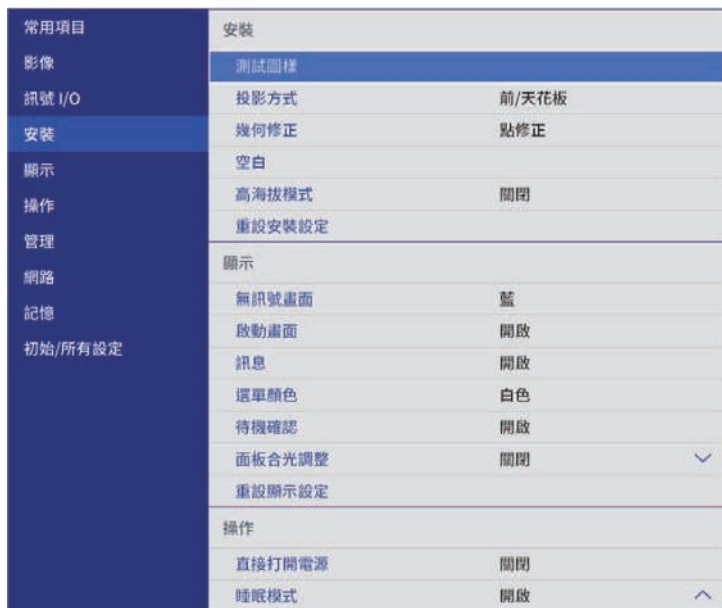 常用項目
影像
訊號 I/O
安裝
顯示
操作
管理
網路
記憶
初始/所有設定
安裝
測試圖樣
投影方式 前/天花板
幾何修正 點修正
空白
高海拔模式 關閉
重設安裝設定
顯示
無訊號畫面 藍
啟動畫面 開啟
訊息 開啟
選單顏色 白色
待機確認 開啟
面板合光調整 關閉
重設顯示設定
操作
直接打開電源 關閉
睡眠模式 開啟